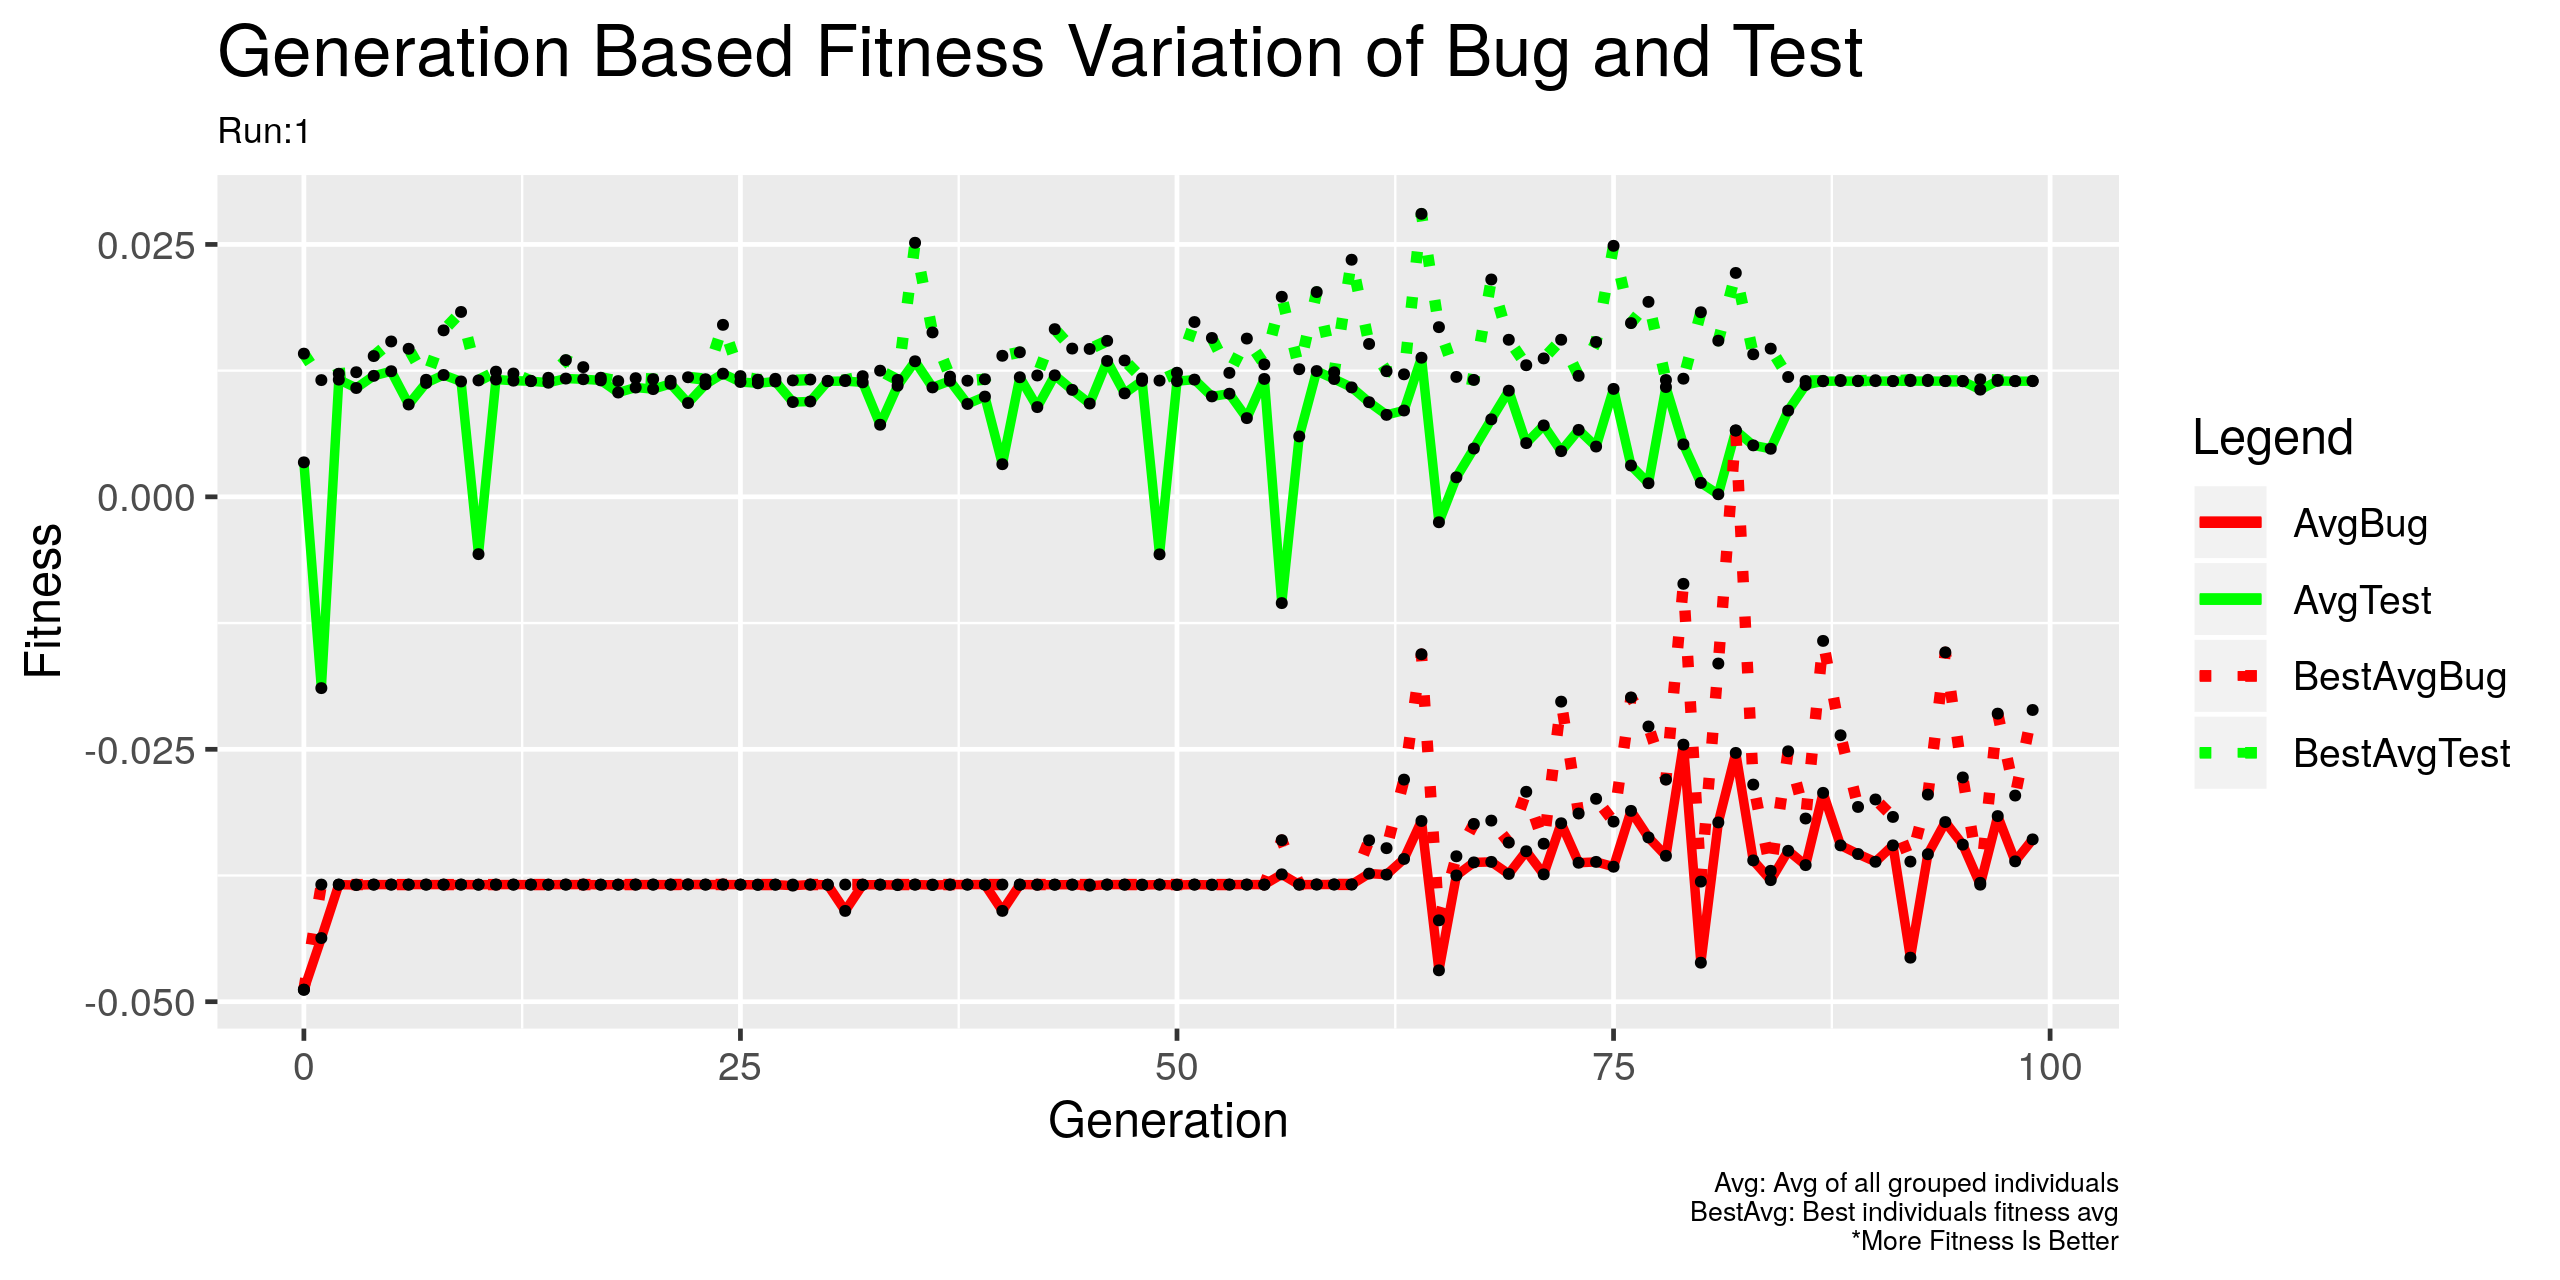 Generation Based Fitness Variation of Bug and Test
Run:1
0.025
0.000
-0.025
-0.050
Fitness
0 25 50 75 100
Generation
Legend
AvgBug
AvgTest
BestAvgBug
BestAvgTest
Avg: Avg of all grouped individuals
BestAvg: Best individuals fitness avg
*More Fitness Is Better